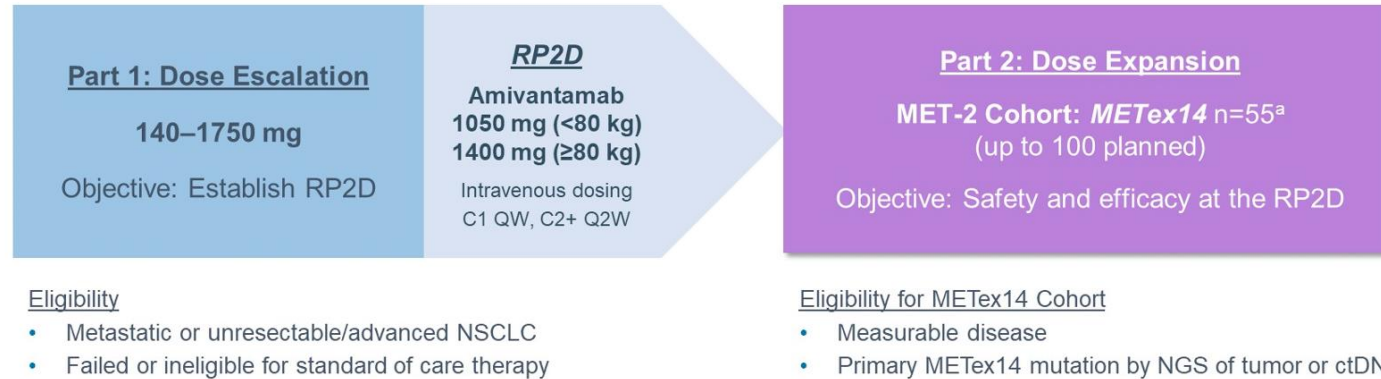 Part 1: Dose Escalation
140–1750 mg
Objective: Establish RP2D
RP2D
Amivantamab
1050 mg (<80 kg)
1400 mg (≥80 kg)
Intravenous dosing
C1 QW, C2+ Q2W
Part 2: Dose Expansion
MET-2 Cohort: METex14 n=55ᵃ
(up to 100 planned)
Objective: Safety and efficacy at the RP2D
Eligibility
• Metastatic or unresectable/advanced NSCLC
• Failed or ineligible for standard of care therapy
Eligibility for METex14 Cohort
• Measurable disease
• Primary METex14 mutation by NGS of tumor or